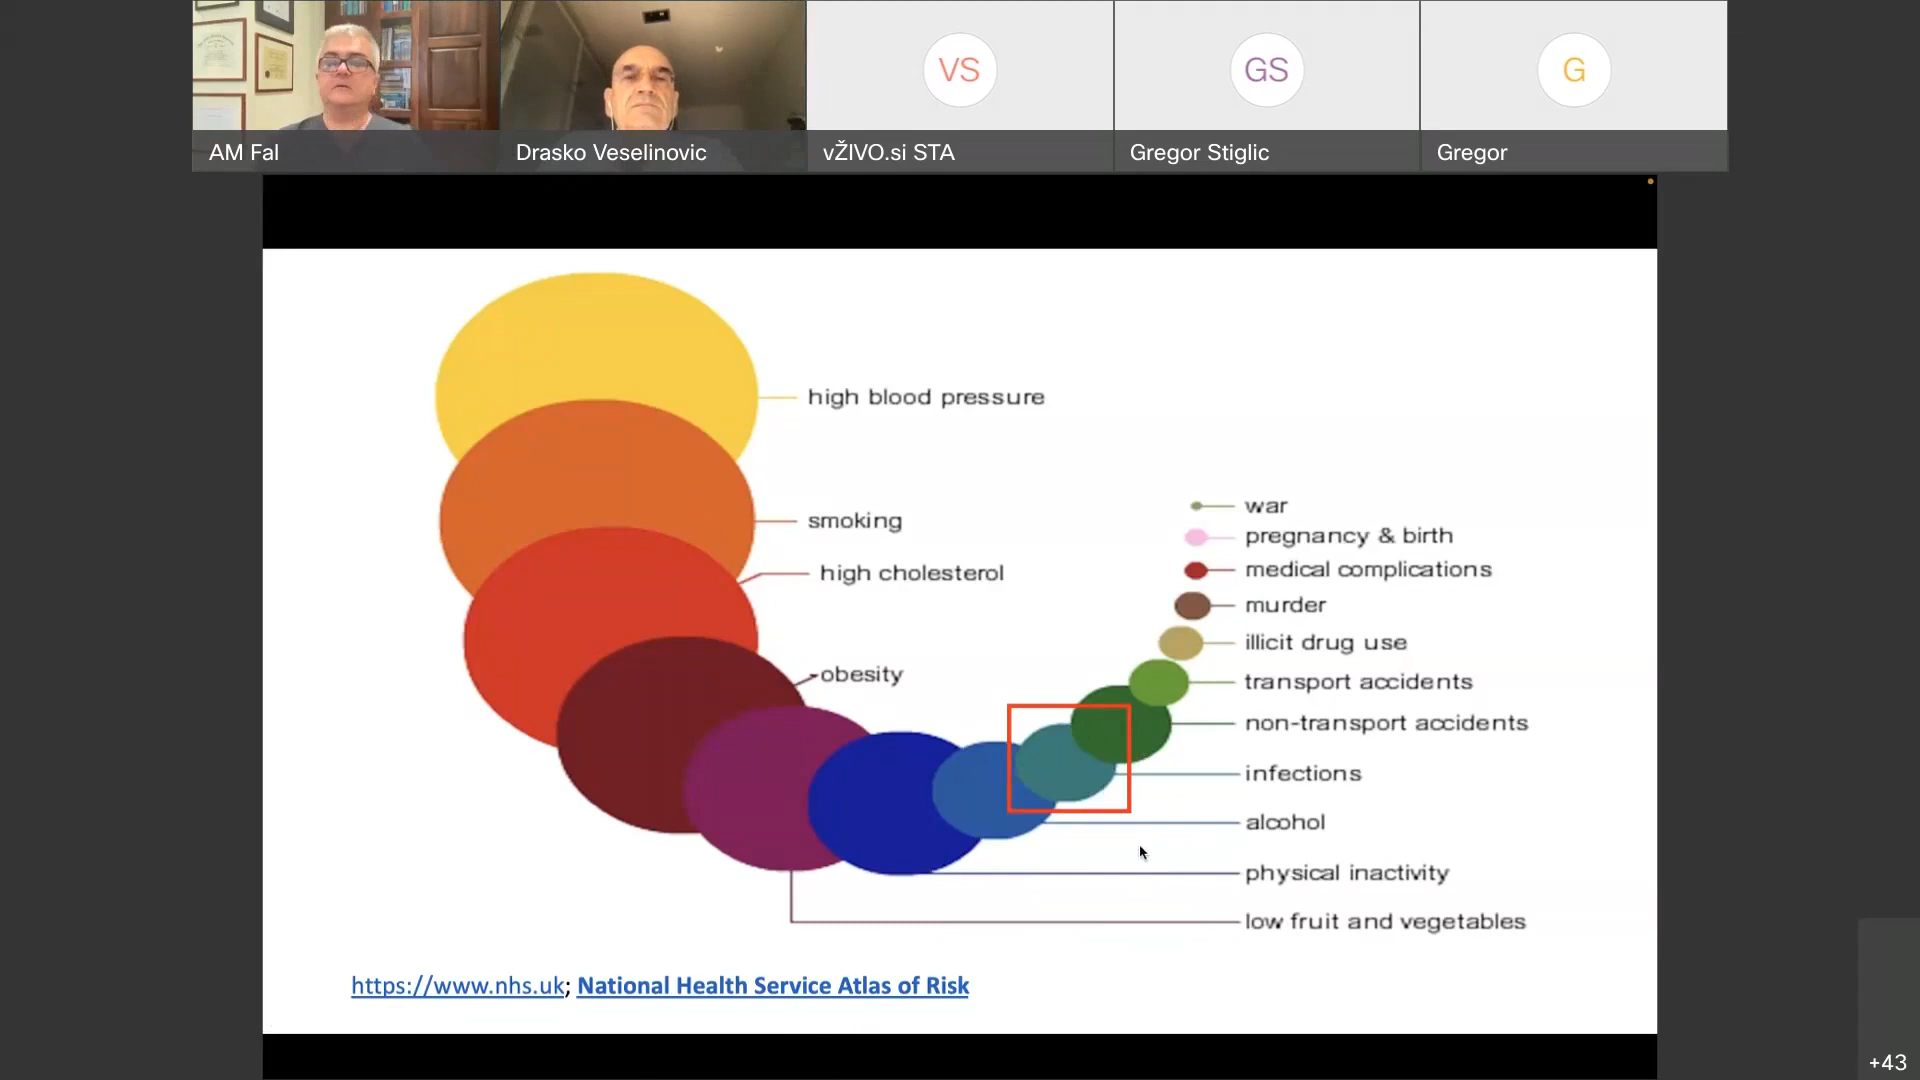 VS
GS
G
AM Fal
Drasko Veselinovic
vŽIVO.si STA
Gregor Stiglic
Gregor
high blood pressure
smoking
high cholesterol
obesity
war
pregnancy & birth
medical complications
murder
illicit drug use
transport accidents
non-transport accidents
infections
alcohol
physical inactivity
low fruit and vegetables
https://www.nhs.uk; National Health Service Atlas of Risk
+43